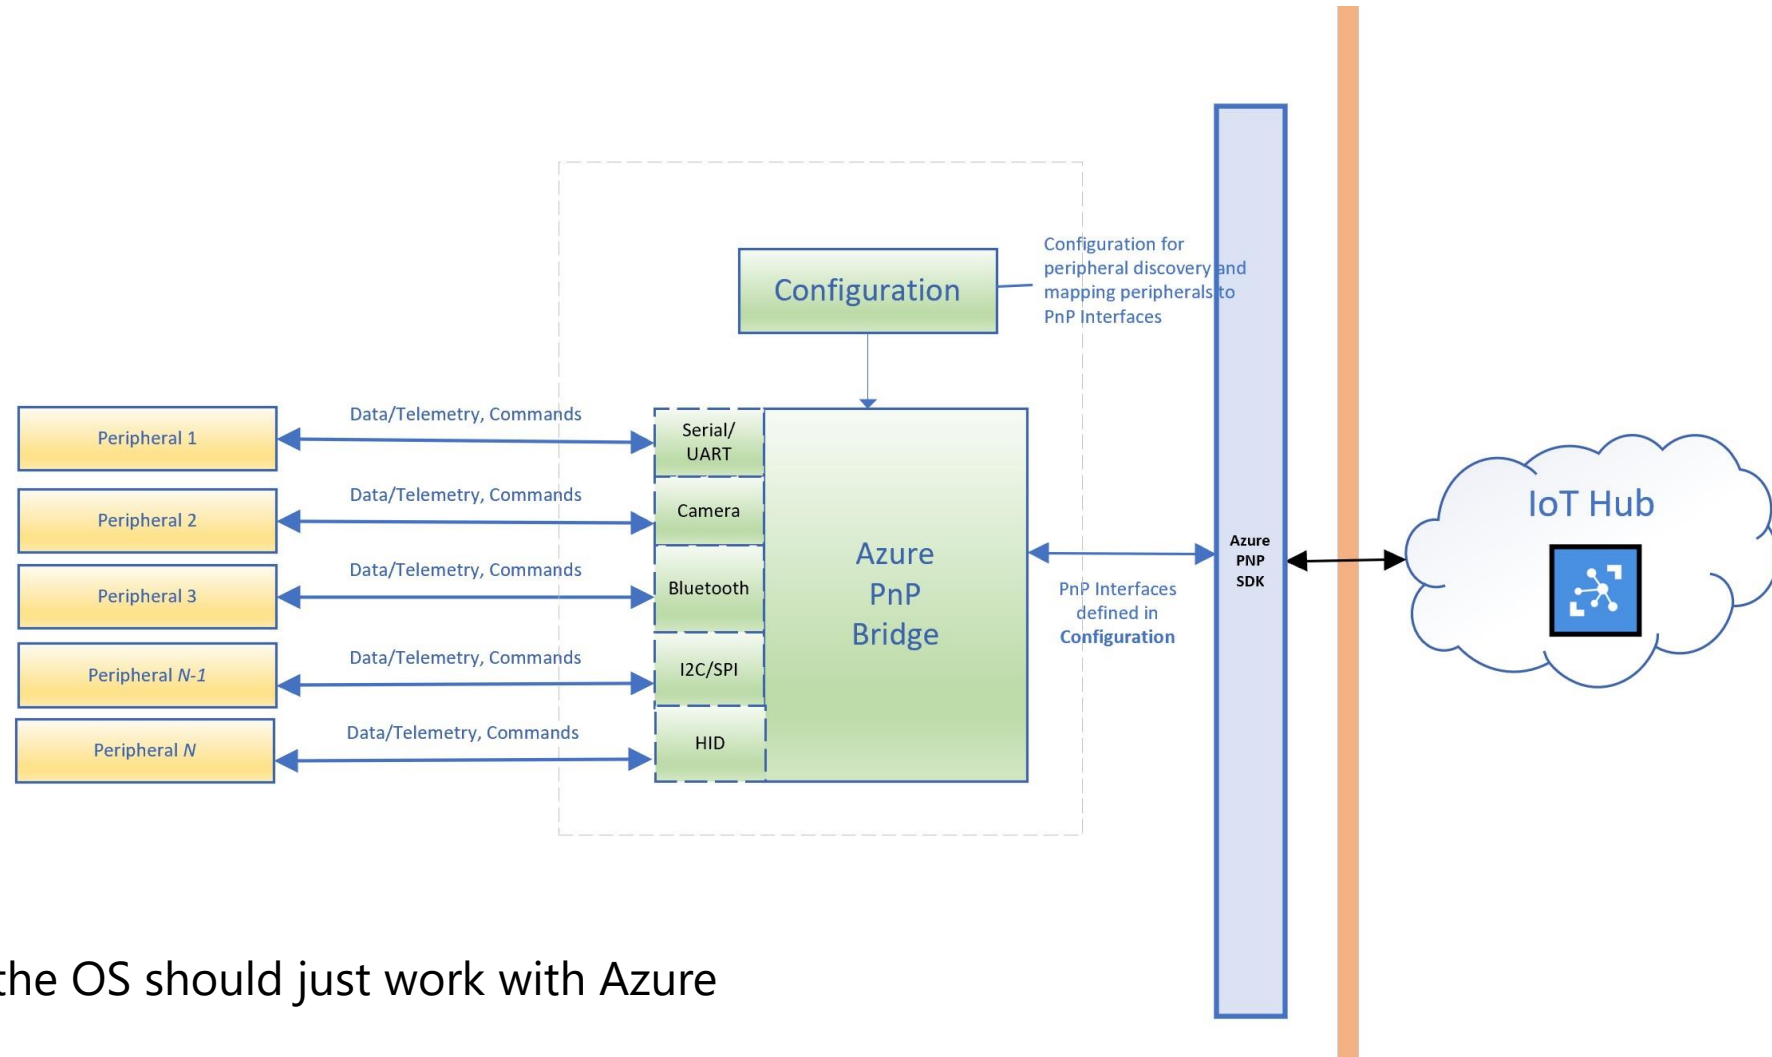 Configuration
Configuration for
peripheral discovery and
mapping peripherals to
PnP Interfaces
Peripheral 1
Data/Telemetry, Commands
Serial/
UART
Peripheral 2
Data/Telemetry, Commands
Camera
Peripheral 3
Data/Telemetry, Commands
Bluetooth
Peripheral N-1
Data/Telemetry, Commands
I2C/SPI
Peripheral N
Data/Telemetry, Commands
HID
Azure
PnP
Bridge
PnP Interfaces
defined in
Configuration
Azure
PNP
SDK
IoT Hub
the OS should just work with Azure